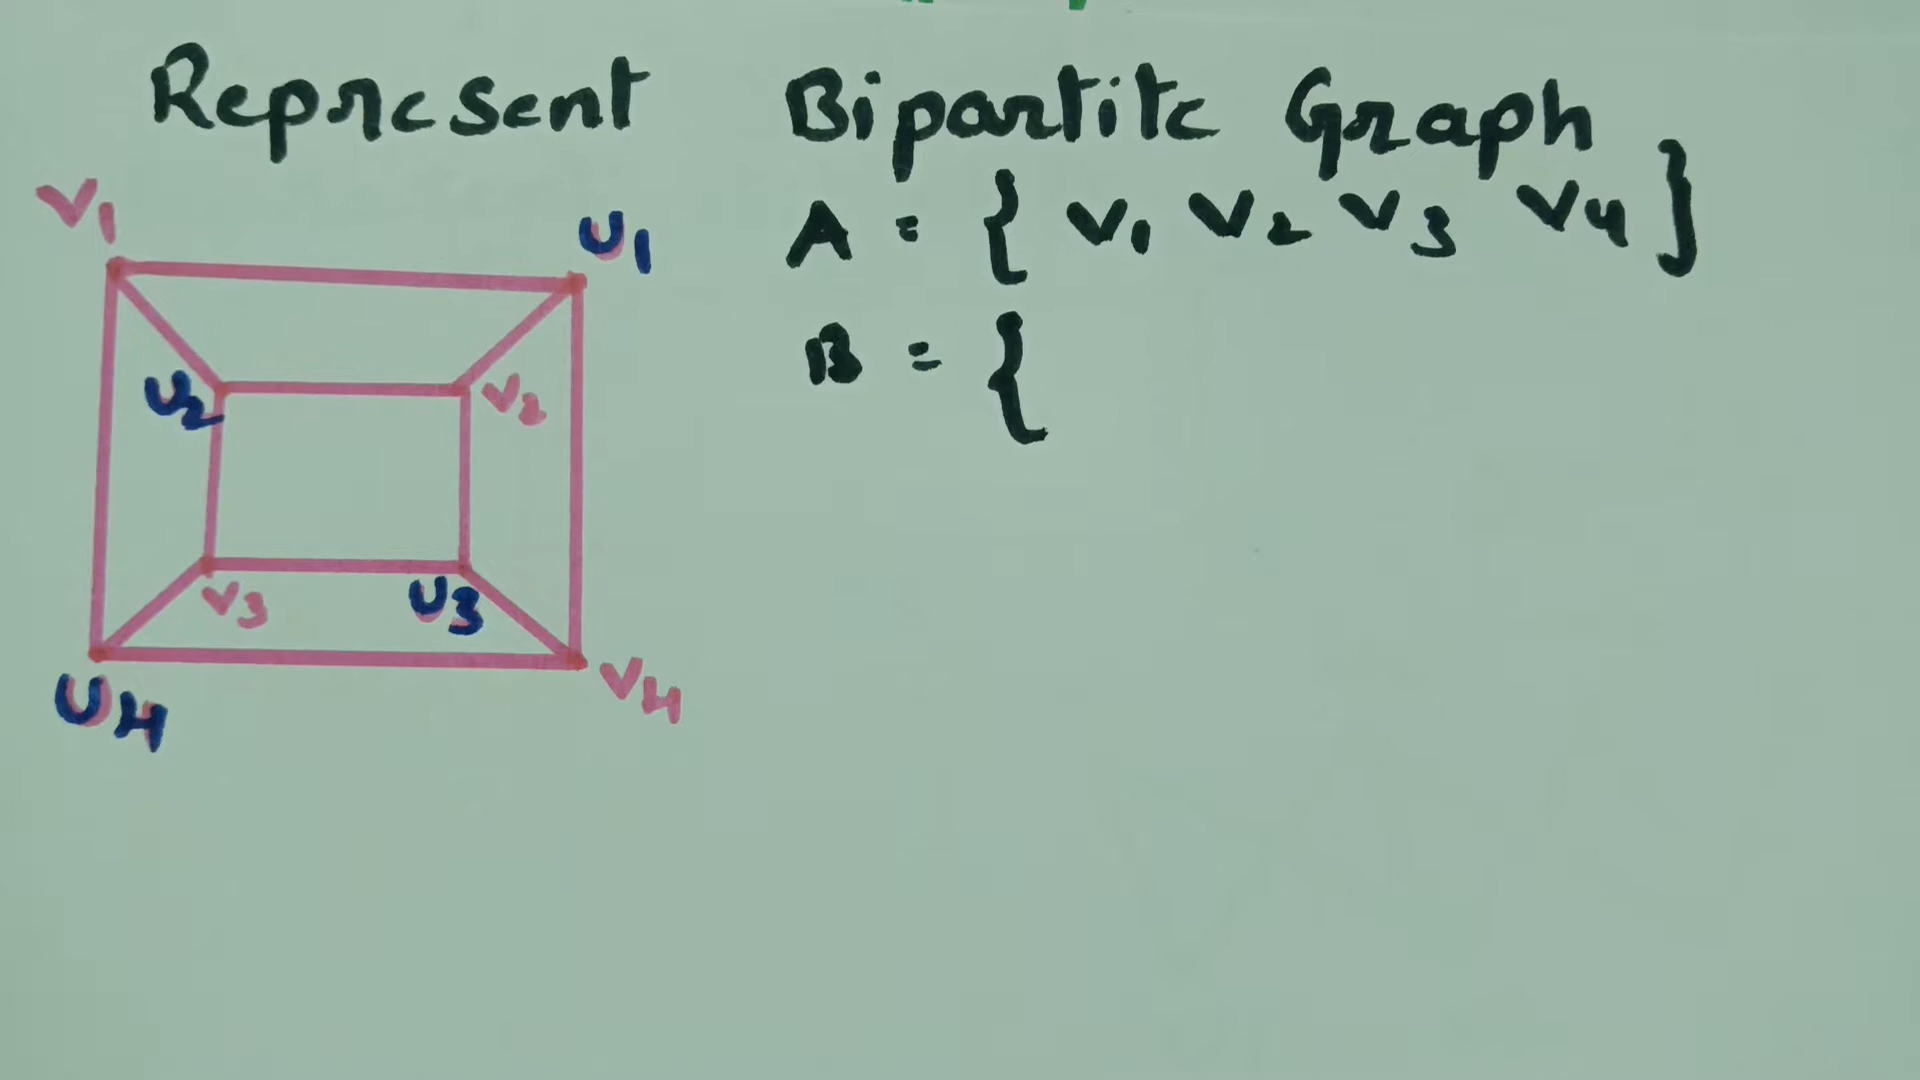 Represent Bipartite Graph
A = { V1 V2 V3 V4 }
B = {
V1
U1
U2
V2
V3
U3
U4
V4